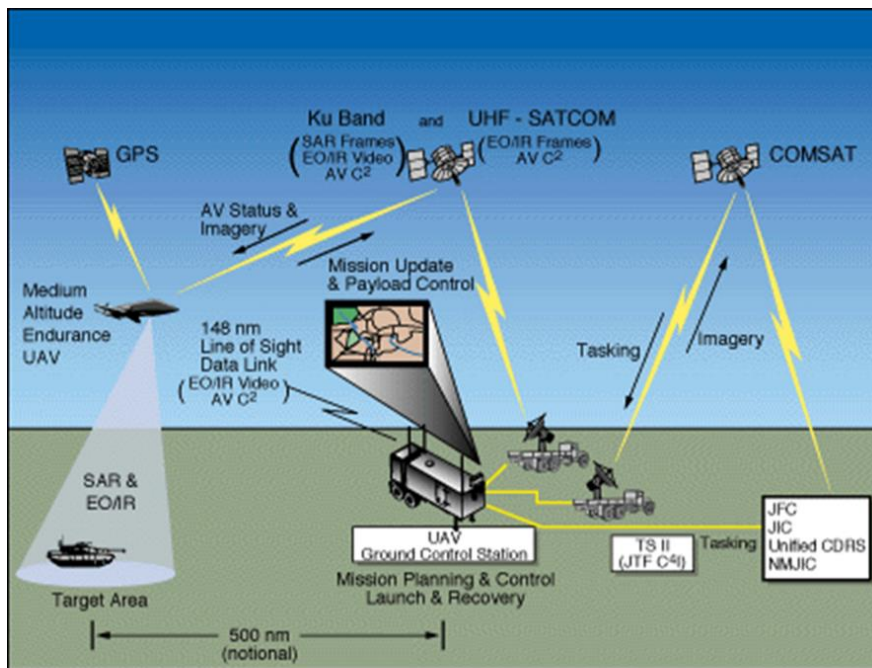 Ku Band and UHF - SATCOM
(SAR Frames
EO/IR Video
AV C²)
(EO/IR Frames
AV C²)
GPS
COMSAT
AV Status &
Imagery
Mission Update
& Payload Control
Medium
Altitude
Endurance
UAV
148 nm
Line of Sight
Data Link
(EO/IR Video
AV C²)
Tasking
Imagery
SAR &
EO/IR
UAV
Ground Control Station
Mission Planning & Control
Launch & Recovery
TS II
(JTF C⁴I)
Tasking
JFC
JIC
Unified CDRS
NMJIC
Target Area
500 nm
(notional)